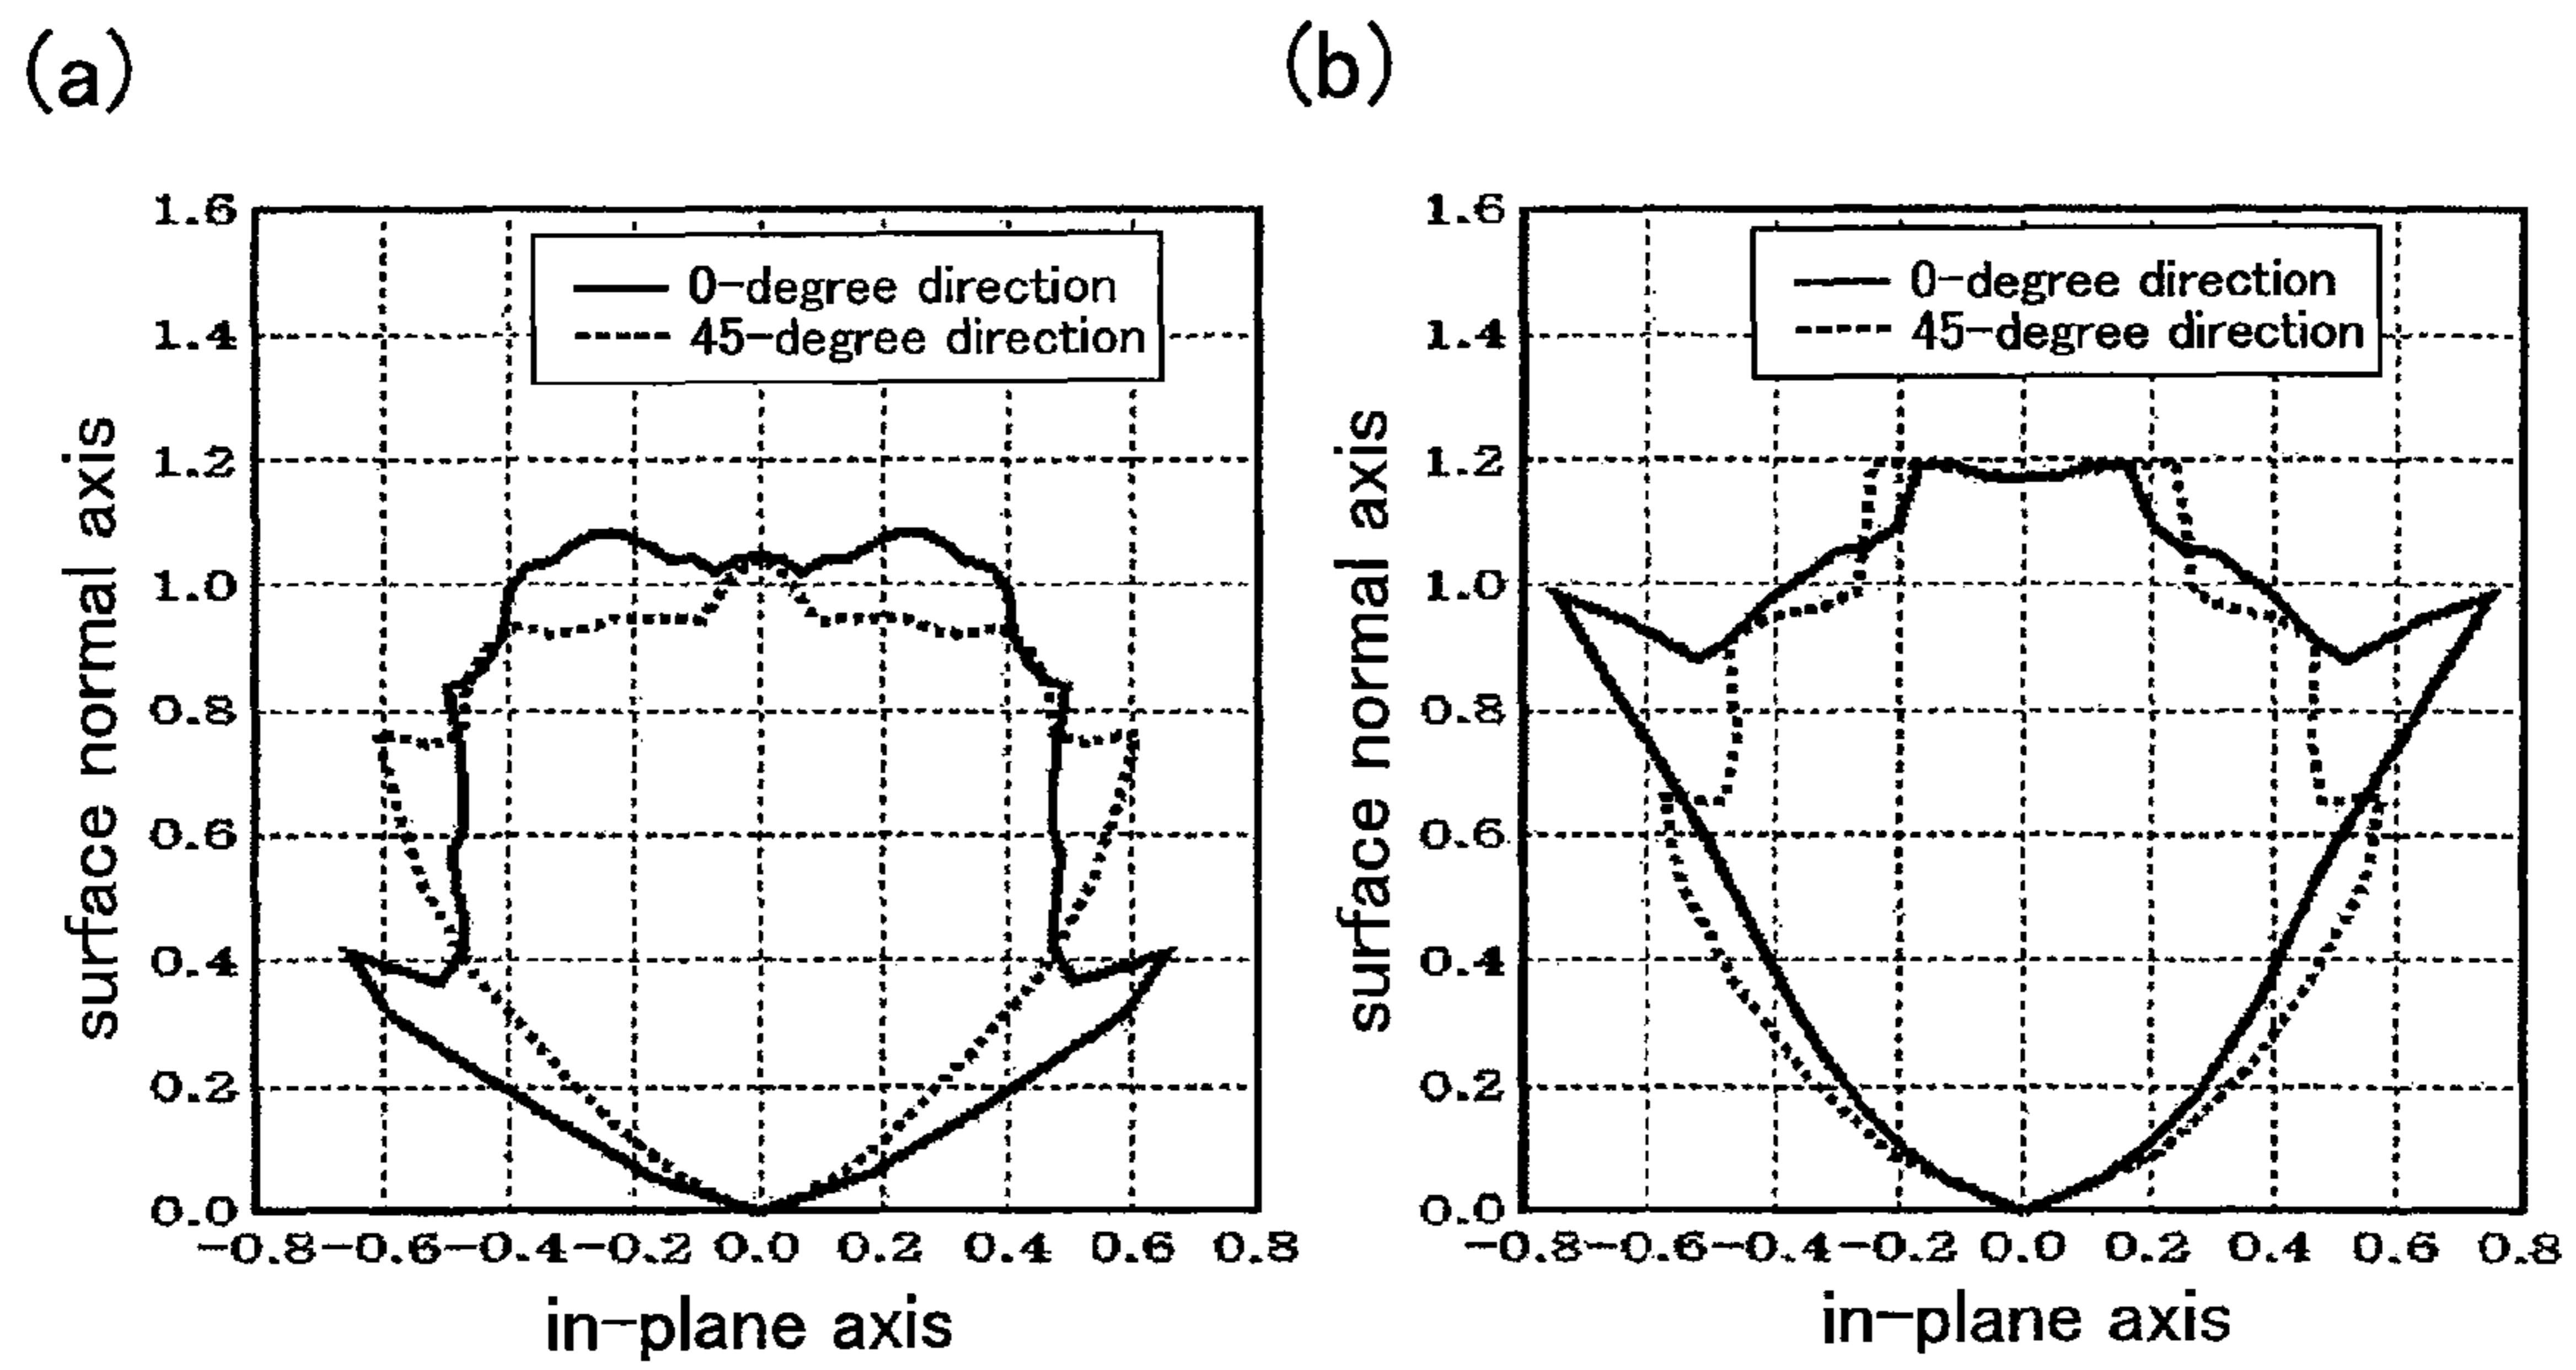 (a)
1.6
1.4
1.2
1.0
0.8
0.6
0.4
0.2
0.0
surface normal axis
0-degree direction
45-degree direction
-0.8 -0.6 -0.4 -0.2 0.0 0.2 0.4 0.6 0.8
in-plane axis
(b)
1.6
1.4
1.2
1.0
0.8
0.6
0.4
0.2
0.0
surface normal axis
0-degree direction
45-degree direction
-0.8 -0.6 -0.4 -0.2 0.0 0.2 0.4 0.6 0.8
in-plane axis